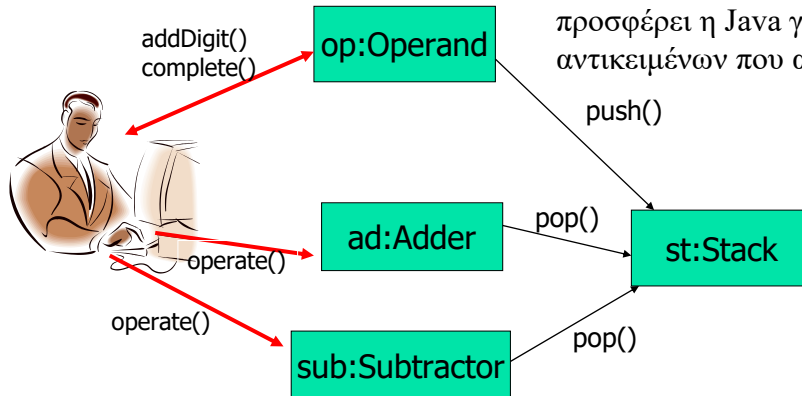 προσφέρει η Java
αντικειμένων που
addDigit()
complete()
op:Operand
push()
ad:Adder
pop()
st:Stack
operate()
operate()
sub:Subtractor
pop()